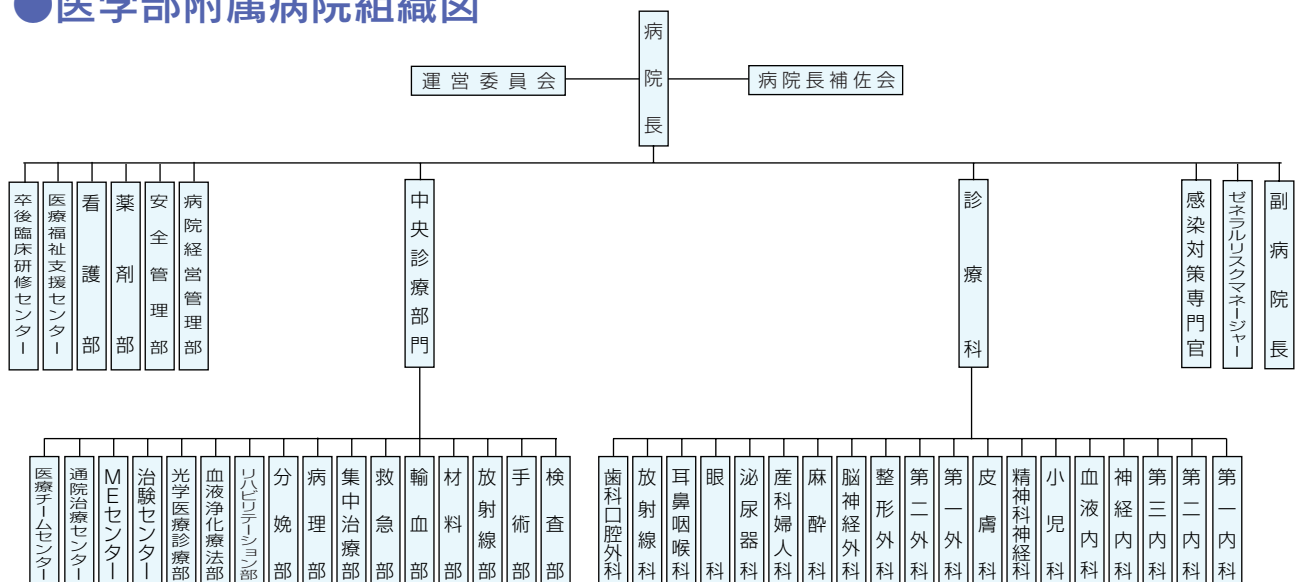 ●医学部附属病院組織図
病院長
運営委員会
病院長補佐会
卒後臨床研修センター
医療福祉支援センター
看護部
薬剤部
安全管理部
病院経営管理部
中央診療部門
診療科
感染対策専門官
ゼネラルリスクマネージャー
副病院長
医療チームセンター
通院治療センター
MEセンター
治験センター
光学医療診療部
血液浄化療法部
リハビリテーション部
分娩部
病理部
集中治療部
救急部
輸血部
材料部
放射線部
手術部
検査部
歯科口腔外科
放射線科
耳鼻咽喉科
眼科
泌尿器科
産科婦人科
麻酔科
脳神経外科
整形外科
第二外科
第一外科
皮膚科
精神科神経科
小児科
血液内科
神経内科
第三内科
第二内科
第一内科